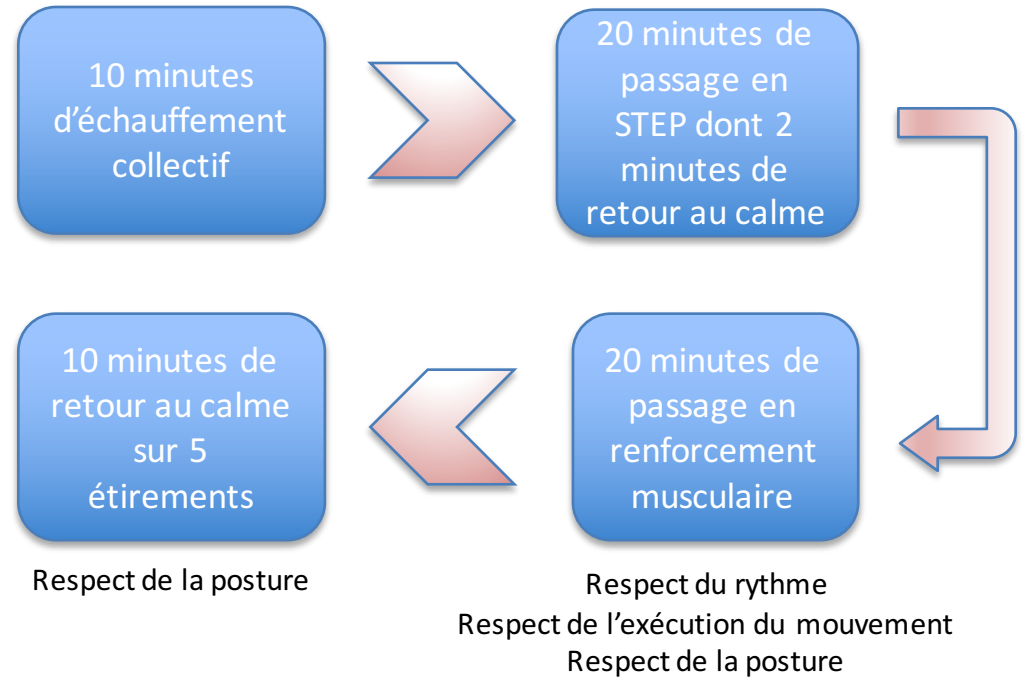 10 minutes
d’échauffement
collectif
20 minutes de
passage en
STEP dont 2
minutes de
retour au calme
20 minutes de
passage en
renforcement
musculaire
Respect du rythme
Respect de l’exécution du mouvement
Respect de la posture
10 minutes de
retour au calme
sur 5
étirements
Respect de la posture